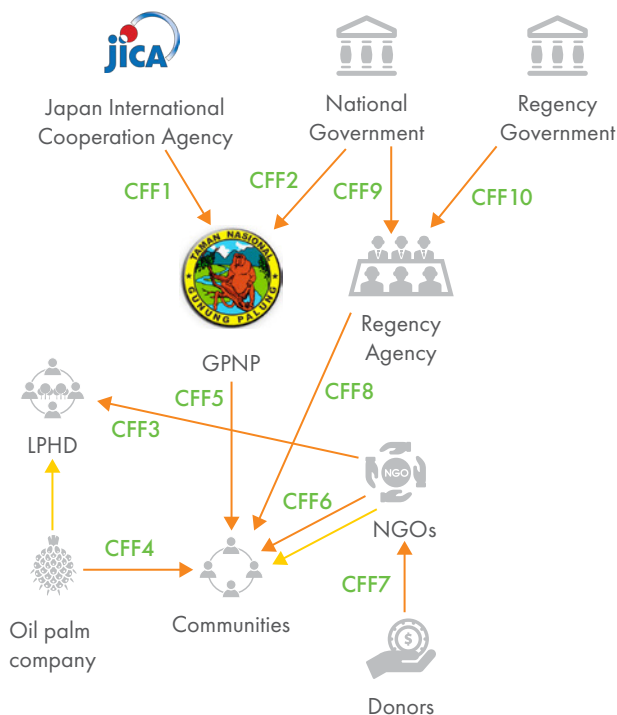 jica
Japan International
Cooperation Agency
National
Government
Regency
Government
CFF1
CFF2
CFF9
CFF10
TAMAN NASIONAL
GUNUNG PALUNG
GPNP
Regency
Agency
CFF5
CFF8
LPHD
CFF3
NGO
NGOs
CFF6
CFF4
CFF7
Oil palm
company
Communities
$
Donors